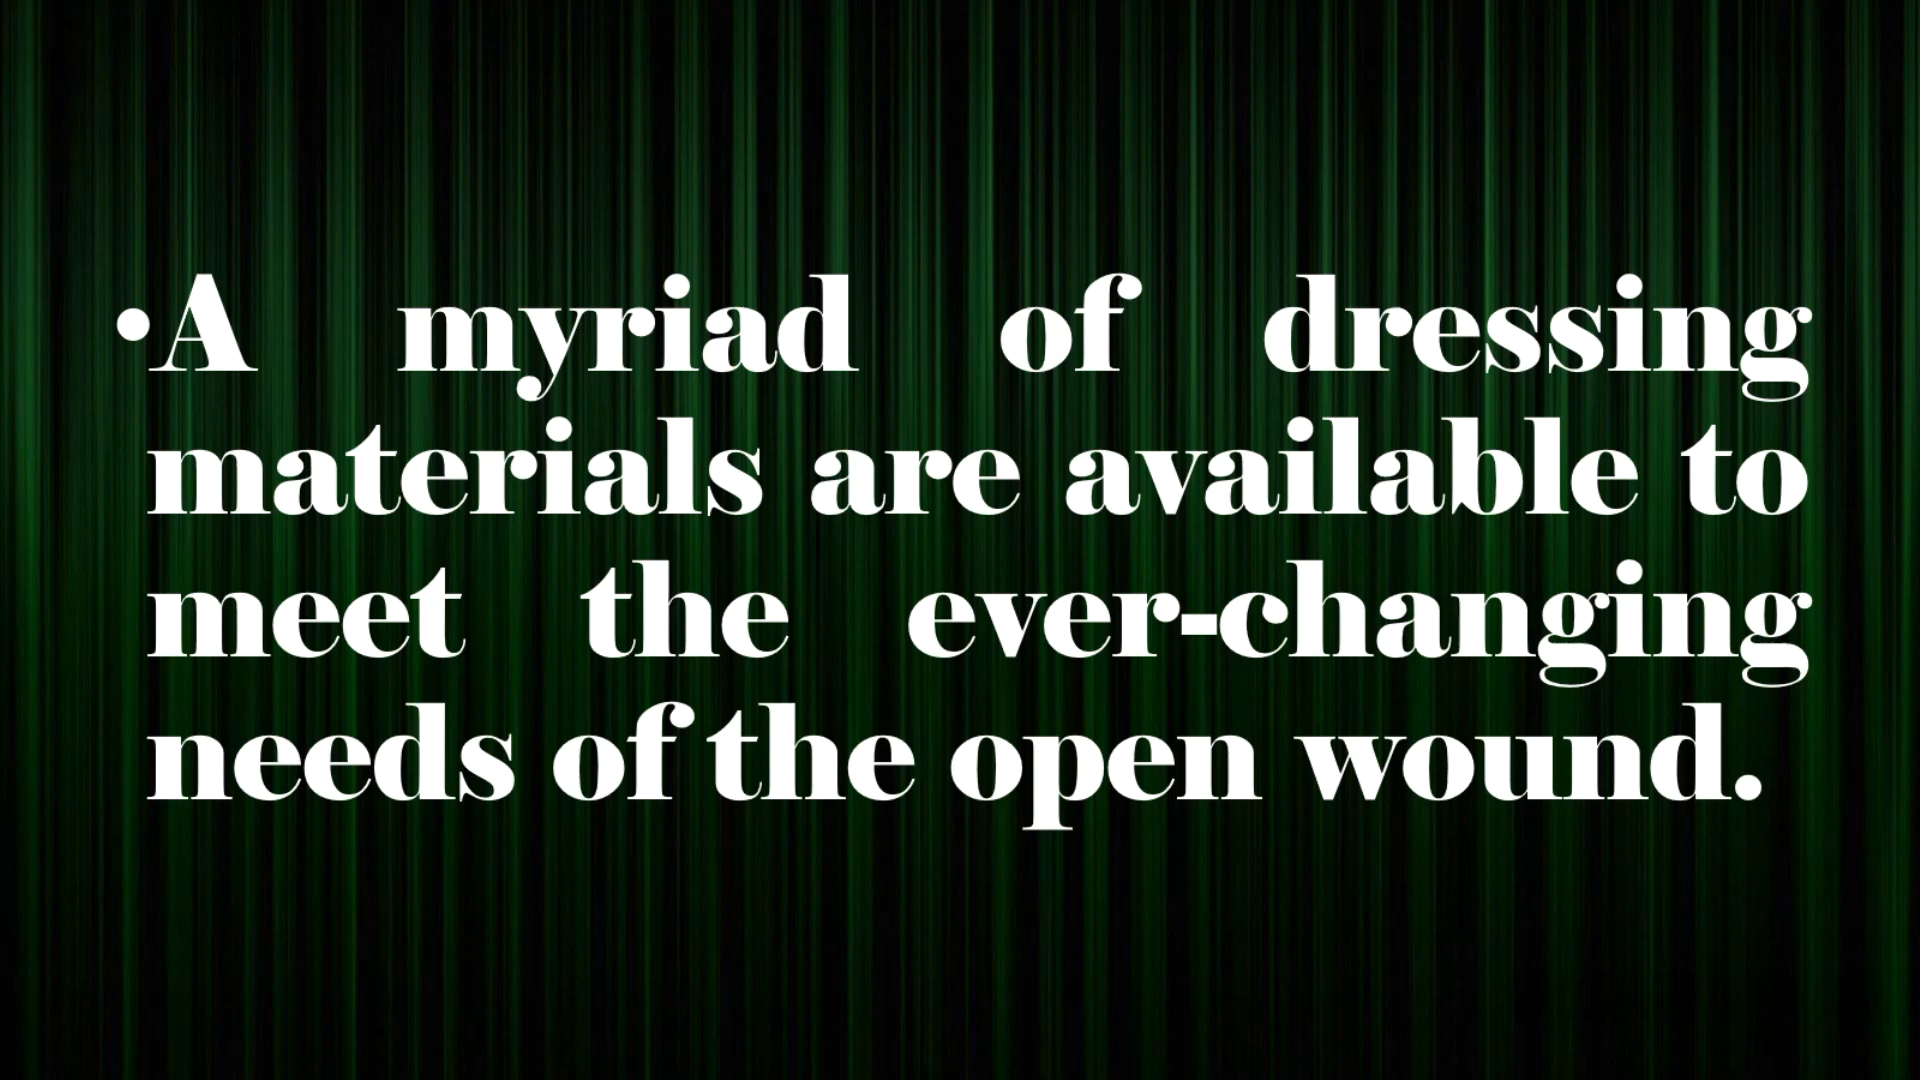 •A myriad of dressing
materials are available to
meet the ever-changing
needs of the open wound.